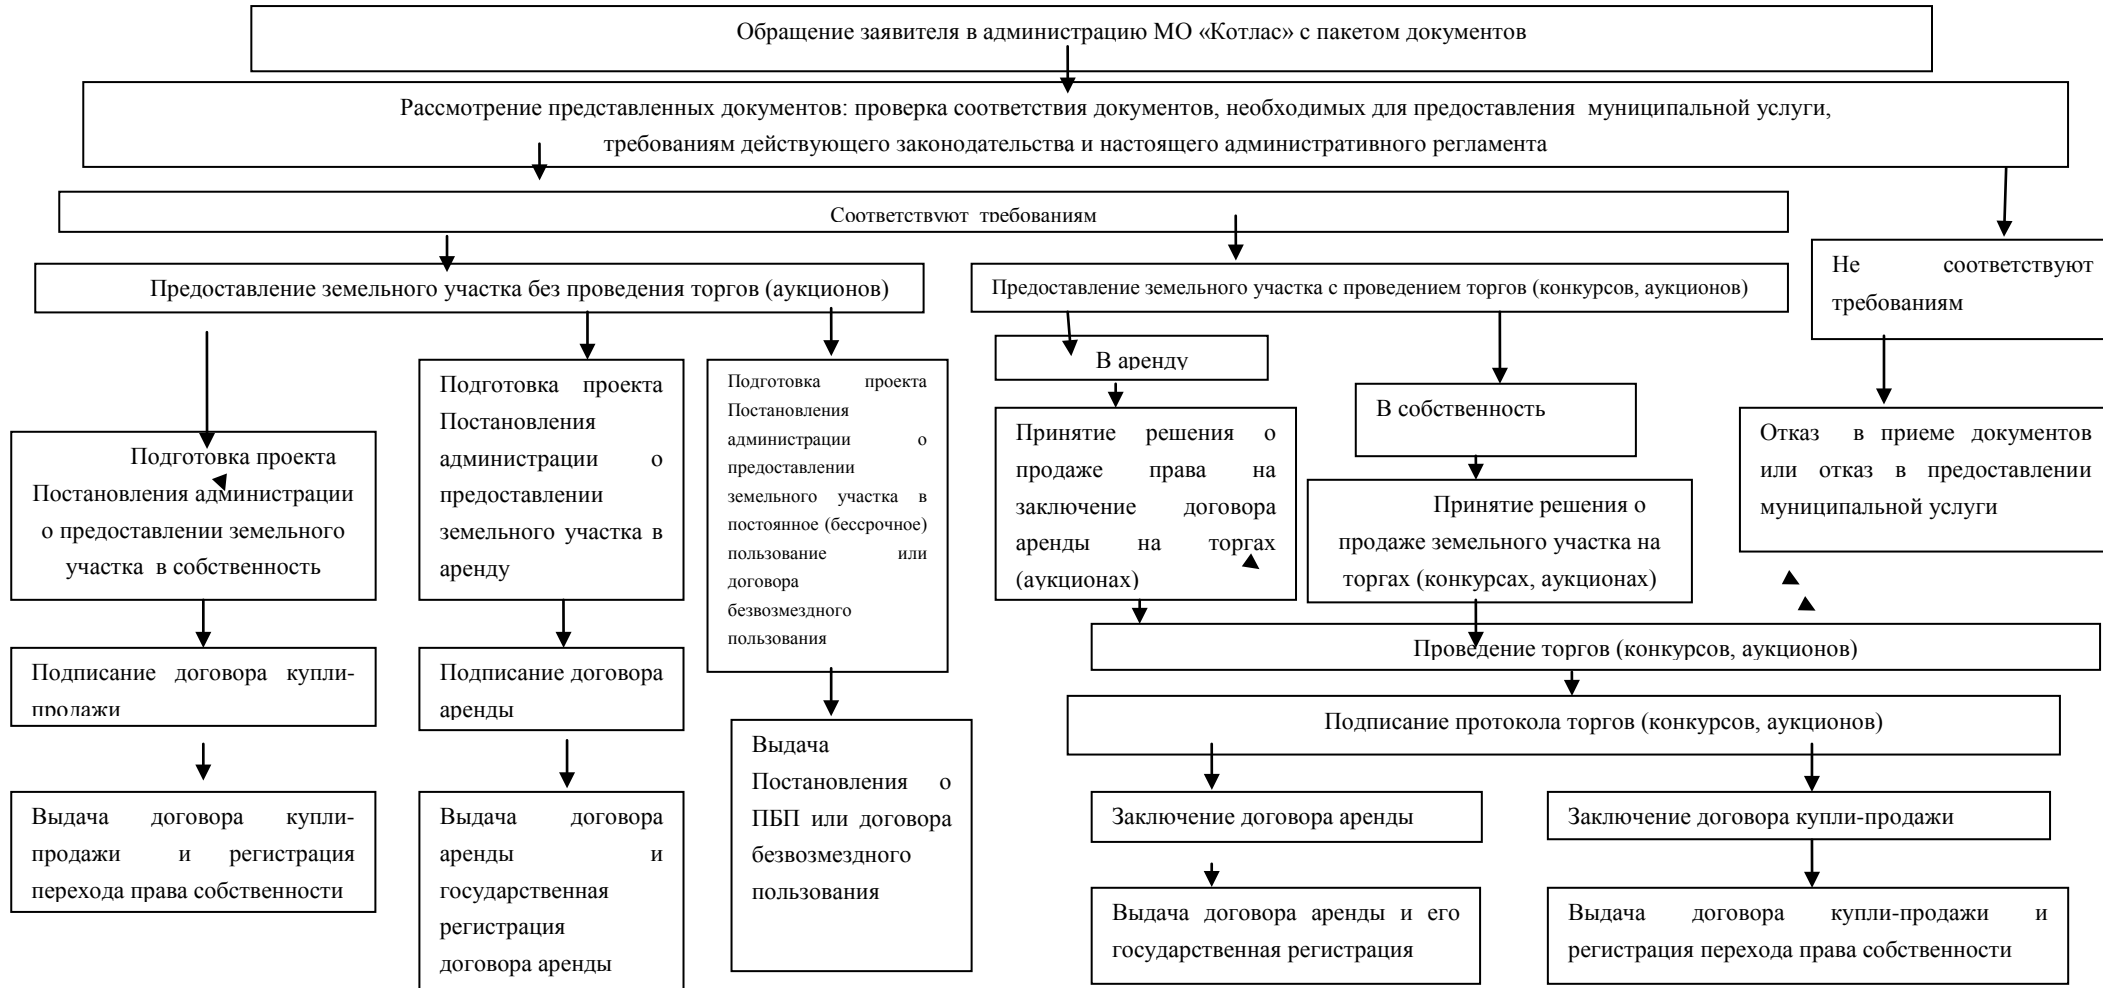 Обращение заявителя в администрацию МО «Котлас» с пакетом документов
Рассмотрение представленных документов: проверка соответствия документов, необходимых для предоставления муниципальной услуги,
требованиям действующего законодательства и настоящего административного регламента
Соответствуют требованиям
Предоставление земельного участка без проведения торгов (аукционов)
Предоставление земельного участка с проведением торгов (конкурсов, аукционов)
Не соответствуют
требованиям
Подготовка проекта
Постановления администрации
о предоставлении земельного
участка в собственность
Подготовка проекта
Постановления
администрации о
предоставлении
земельного участка в
аренду
Подготовка проекта
Постановления
администрации о
предоставлении
земельного участка в
постоянное (бессрочное)
пользование или
договора
безвозмездного
пользования
В аренду
Принятие решения о
продаже права на
заключение договора
аренды на торгах
(аукционах)
В собственность
Принятие решения о
продаже земельного участка на
торгах (конкурсах, аукционах)
Отказ в приеме документов
или отказ в предоставлении
муниципальной услуги
Подписание договора купли-
продажи
Подписание договора
аренды
Выдача
Постановления о
ПБП или договора
безвозмездного
пользования
Проведение торгов (конкурсов, аукционов)
Подписание протокола торгов (конкурсов, аукционов)
Выдача договора купли-
продажи и регистрация
перехода права собственности
Выдача договора
аренды и
государственная
регистрация
договора аренды
Заключение договора аренды
Заключение договора купли-продажи
Выдача договора аренды и его
государственная регистрация
Выдача договора купли-продажи и
регистрация перехода права собственности